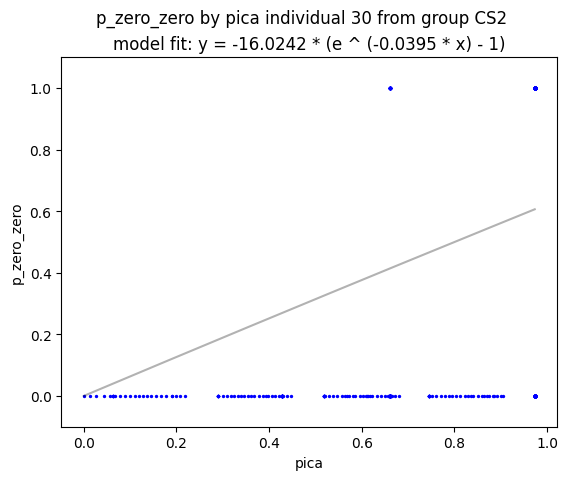 p_zero_zero by pica individual 30 from group CS2
model fit: y = -16.0242 * (e ^ (-0.0395 * x) - 1)
1.0
0.8
0.6
0.4
0.2
0.0
p_zero_zero
0.0 0.2 0.4 0.6 0.8 1.0
pica